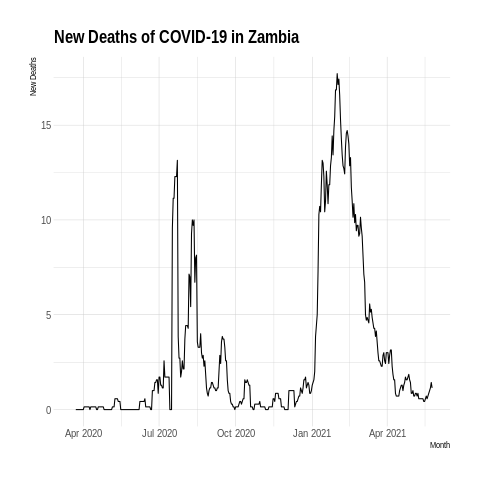 New Deaths of COVID-19 in Zambia
New Deaths
15
10
5
0
Apr 2020 Jul 2020 Oct 2020 Jan 2021 Apr 2021
Month